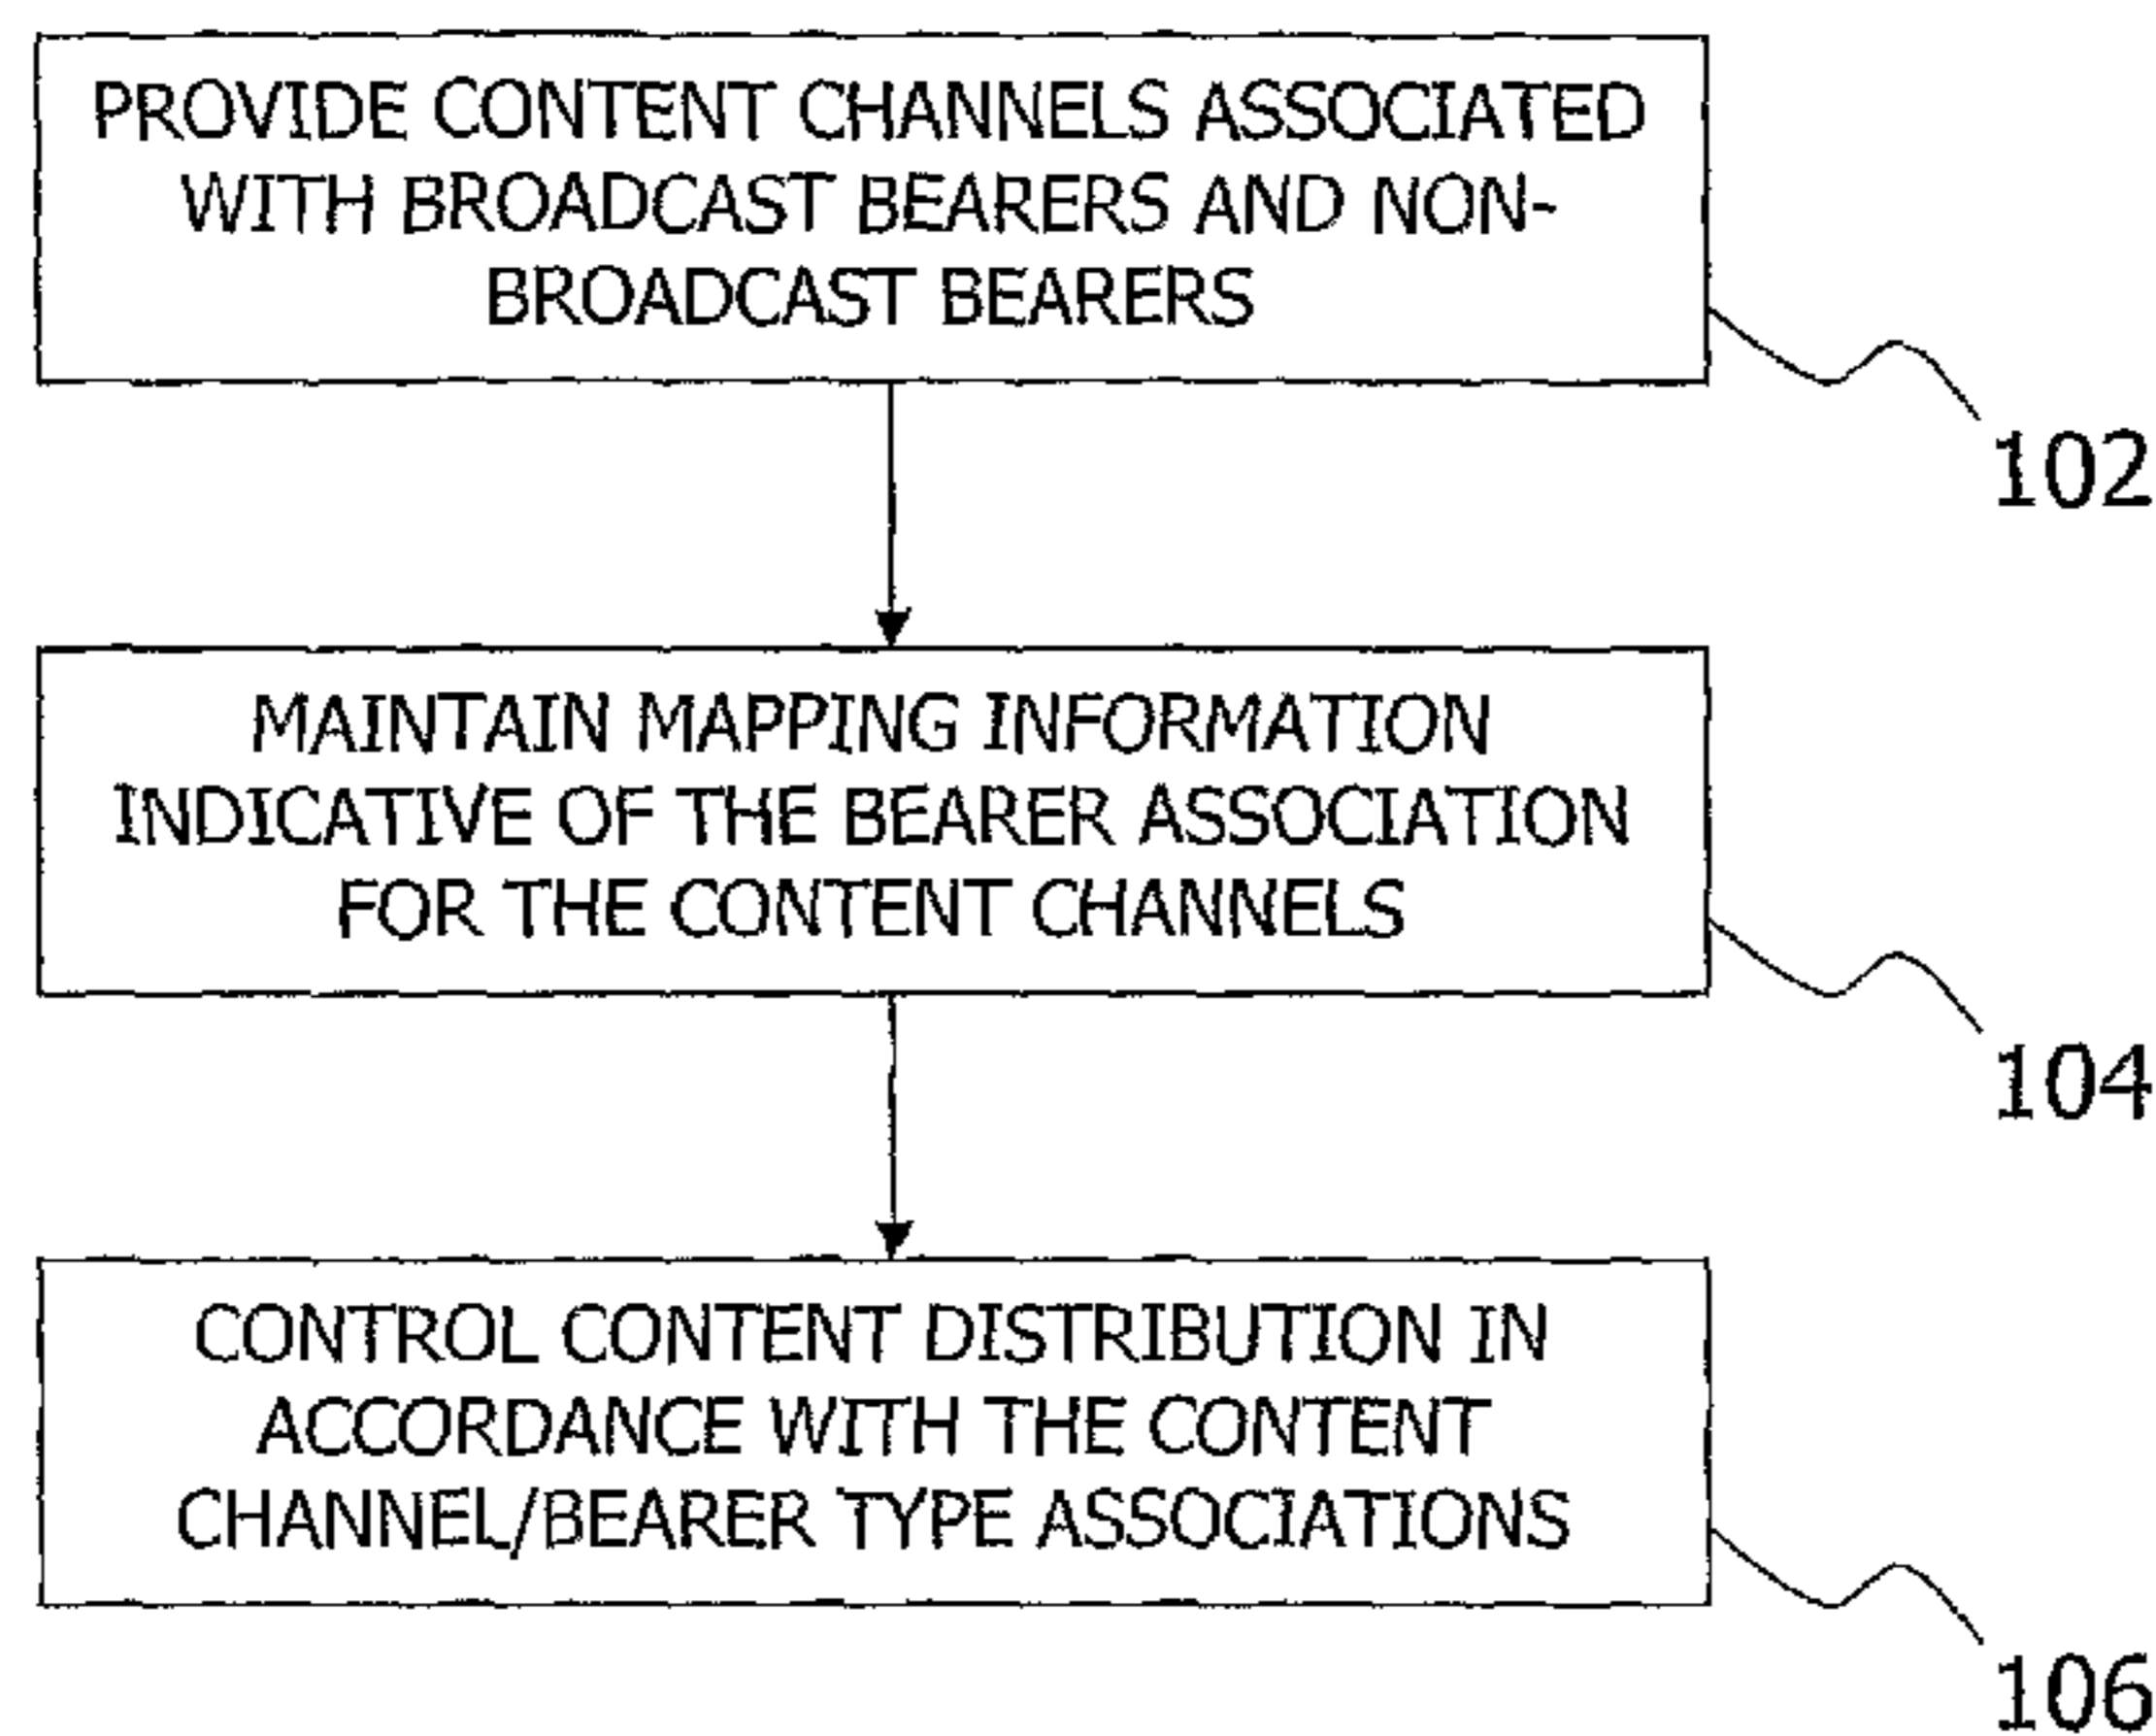 PROVIDE CONTENT CHANNELS ASSOCIATED
WITH BROADCAST BEARERS AND NON-
BROADCAST BEARERS
102
MAINTAIN MAPPING INFORMATION
INDICATIVE OF THE BEARER ASSOCIATION
FOR THE CONTENT CHANNELS
104
CONTROL CONTENT DISTRIBUTION IN
ACCORDANCE WITH THE CONTENT
CHANNEL/BEARER TYPE ASSOCIATIONS
106